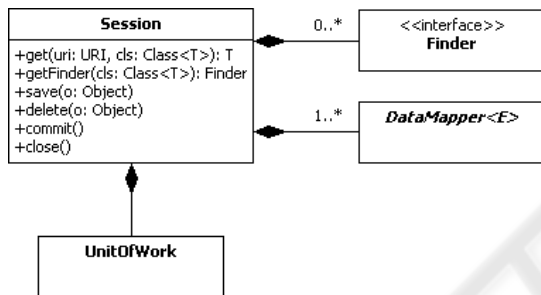 Session
+get(uri: URI, cls: Class<T>): T
+getFinder(cls: Class<T>): Finder
+save(o: Object)
+delete(o: Object)
+commit()
+close()
0..*
<<interface>>
Finder
1..*
DataMapper<E>
UnitOfWork